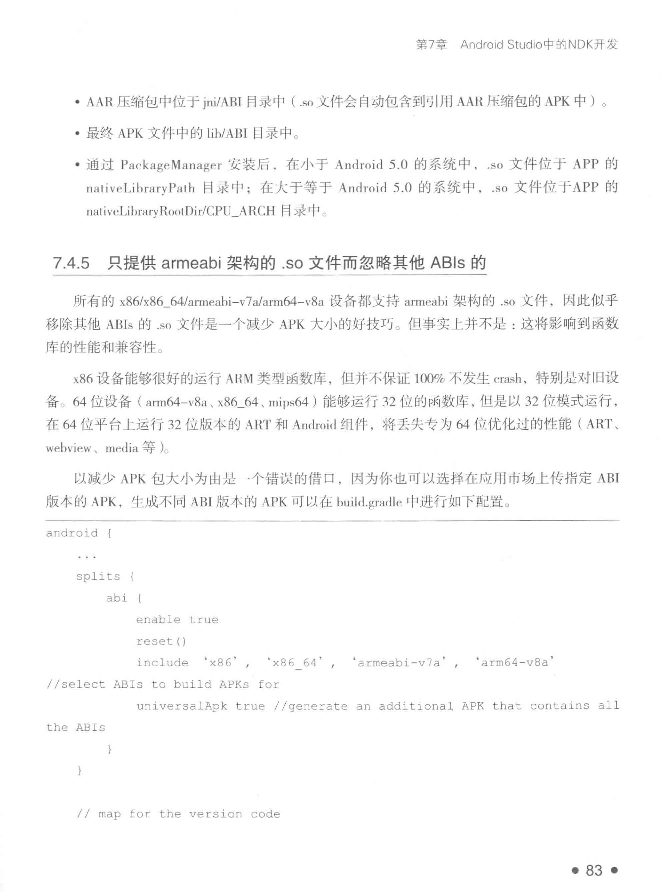 第7章 Android Studio中的NDK开发
• AAR 压缩包中位于 jni/ABI 目录中（.so 文件会自动包含到引用 AAR 压缩包的 APK 中）。
• 最终 APK 文件中的 lib/ABI 目录中。
• 通过 PackageManager 安装后，在小于 Android 5.0 的系统中，.so 文件位于 APP 的
nativeLibraryPath 目录中；在大于等于 Android 5.0 的系统中，.so 文件位于APP 的
nativeLibraryRootDir/CPU_ARCH 目录中。
7.4.5 只提供 armeabi 架构的 .so 文件而忽略其他 ABIs 的
所有的 x86/x86_64/armeabi-v7a/arm64-v8a 设备都支持 armeabi 架构的 .so 文件，因此似乎
移除其他 ABIs 的 .so 文件是一个减少 APK 大小的好技巧。但事实上并不是：这将影响到函数
库的性能和兼容性。
x86 设备能够很好的运行 ARM 类型函数库，但并不保证 100% 不发生 crash，特别是对旧设
备。64 位设备（arm64-v8a、x86_64、mips64）能够运行 32 位的函数库，但是以 32 位模式运行，
在 64 位平台上运行 32 位版本的 ART 和 Android 组件，将丢失专为 64 位优化过的性能（ART、
webview、media 等）。
以减少 APK 包大小为由是一个错误的借口，因为你也可以选择在应用市场上传指定 ABI
版本的 APK，生成不同 ABI 版本的 APK 可以在 build.gradle 中进行如下配置。
android {
...
splits {
abi {
enable true
reset()
include 'x86', 'x86_64', 'armeabi-v7a', 'arm64-v8a'
//select ABIs to build APKs for
universalApk true //generate an additional APK that contains all
the ABIs
}
}
// map for the version code
• 83 •